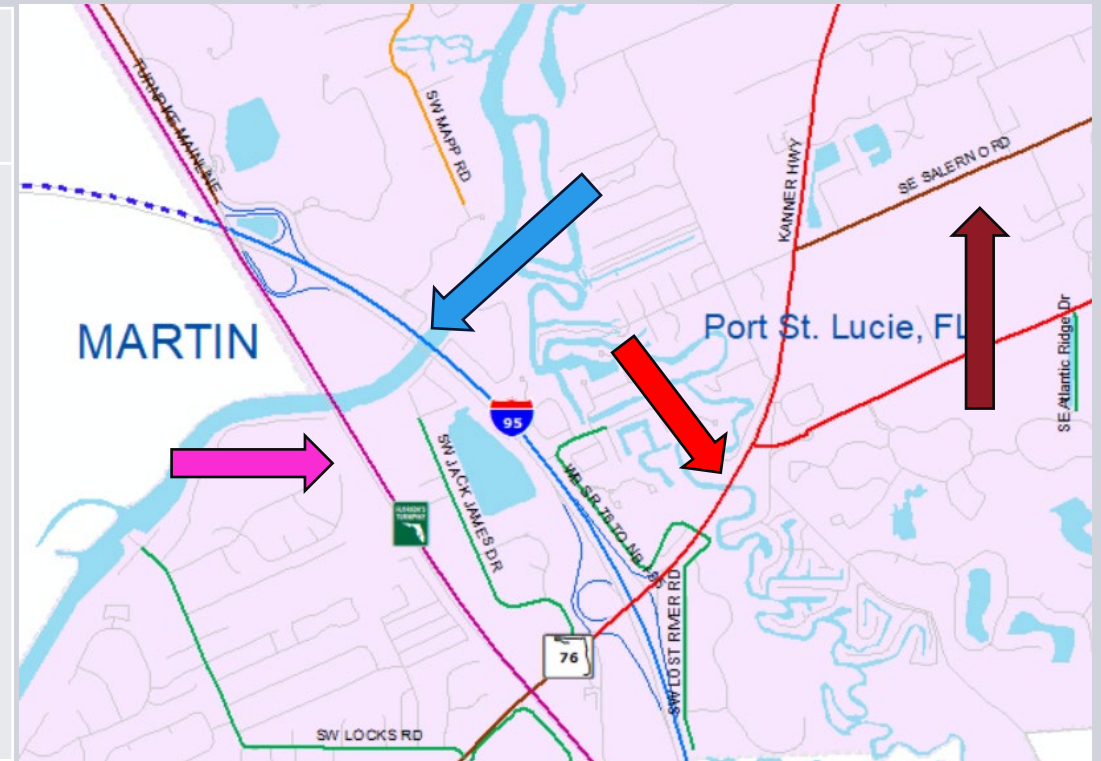 TURNPIKE MAINLINE
SW MAPP RD
KANNER HWY
SE SALERNO RD
MARTIN
Port St. Lucie, FL
SE Atlantic Ridge Dr
95
SW JACK JAMES DR
WB SR 76 TO NB I-95
FLORIDA'S
TURNPIKE
76
SW LOST RIVER RD
SW LOCKS RD